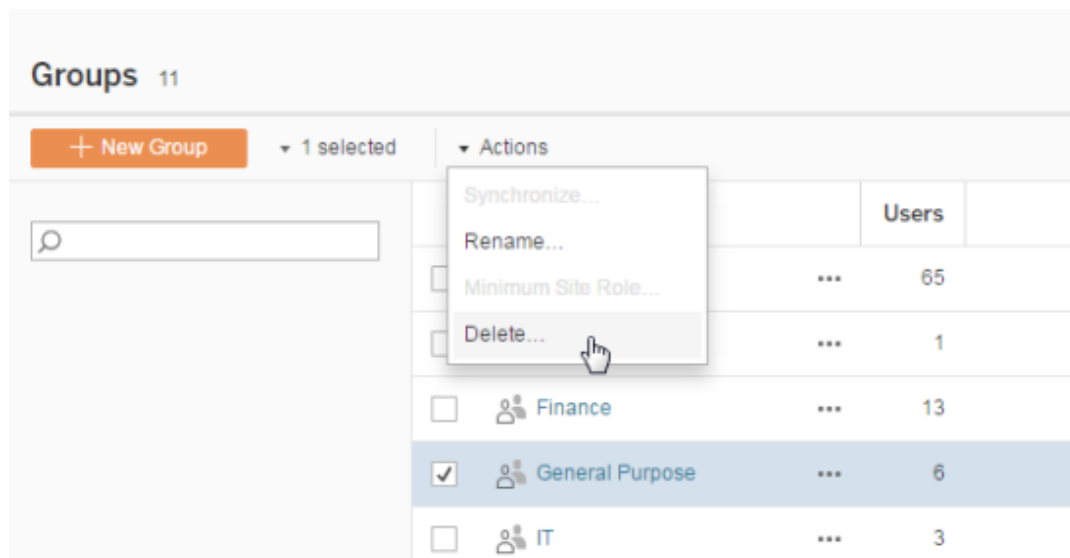 Groups 11
New Group 1 selected Actions
Synchronize...
Users
Rename...
65
Minimum Site Role...
Delete...
1
Finance 13
General Purpose 6
IT 3